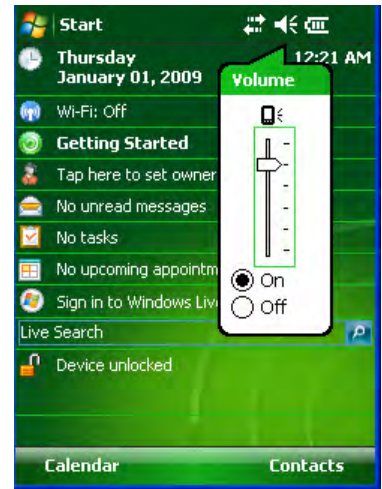 Start
Thursday 12:21 AM
January 01, 2009
Volume
Wi-Fi: Off
Getting Started
Tap here to set owner
No unread messages
No tasks
No upcoming
On
Sign in to Windows
Off
Live Search
Device unlocked
Calendar Contacts